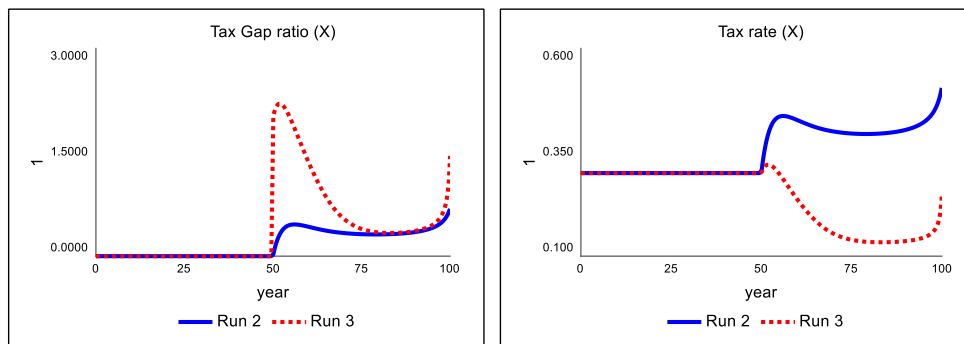 Tax Gap ratio (X)
3.0000
1.5000
1
0.0000
0 25 50 75 100
year
Run 2 Run 3
Tax rate (X)
0.600
0.350
1
0.100
0 25 50 75 100
year
Run 2 Run 3